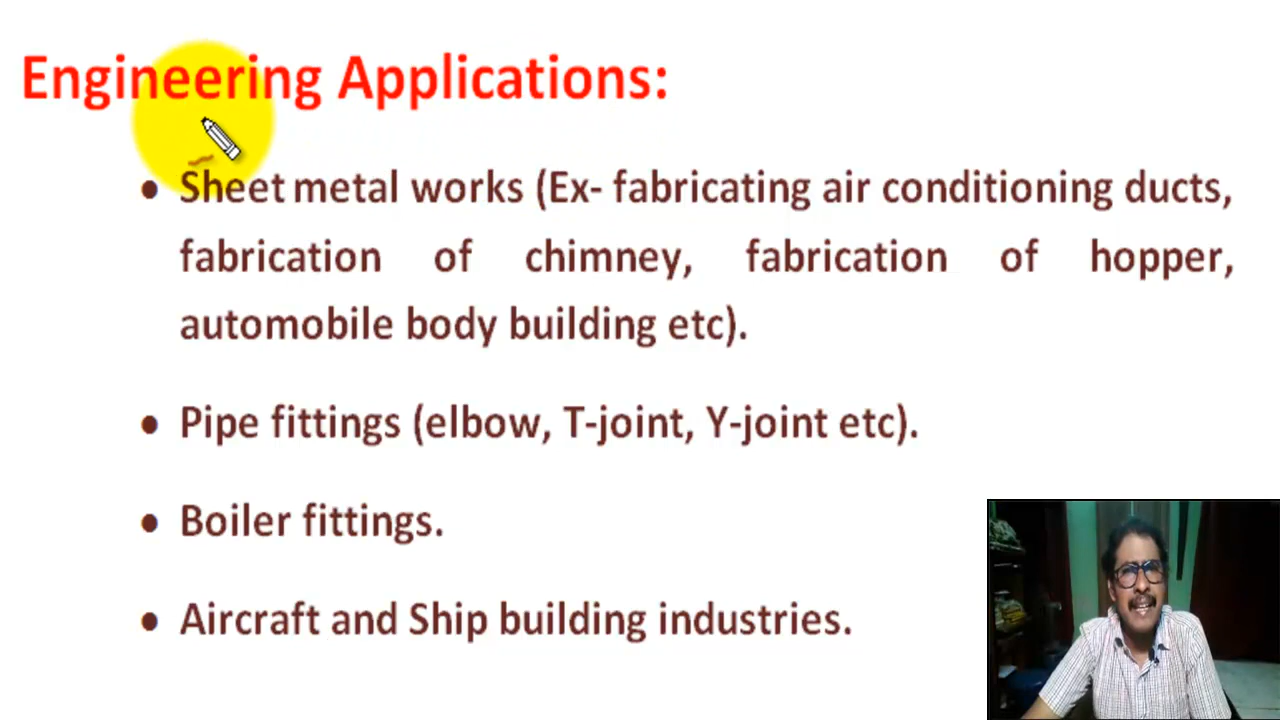 Engineering Applications:
• Sheet metal works (Ex- fabricating air conditioning ducts,
fabrication of chimney, fabrication of hopper,
automobile body building etc).
• Pipe fittings (elbow, T-joint, Y-joint etc).
• Boiler fittings.
• Aircraft and Ship building industries.